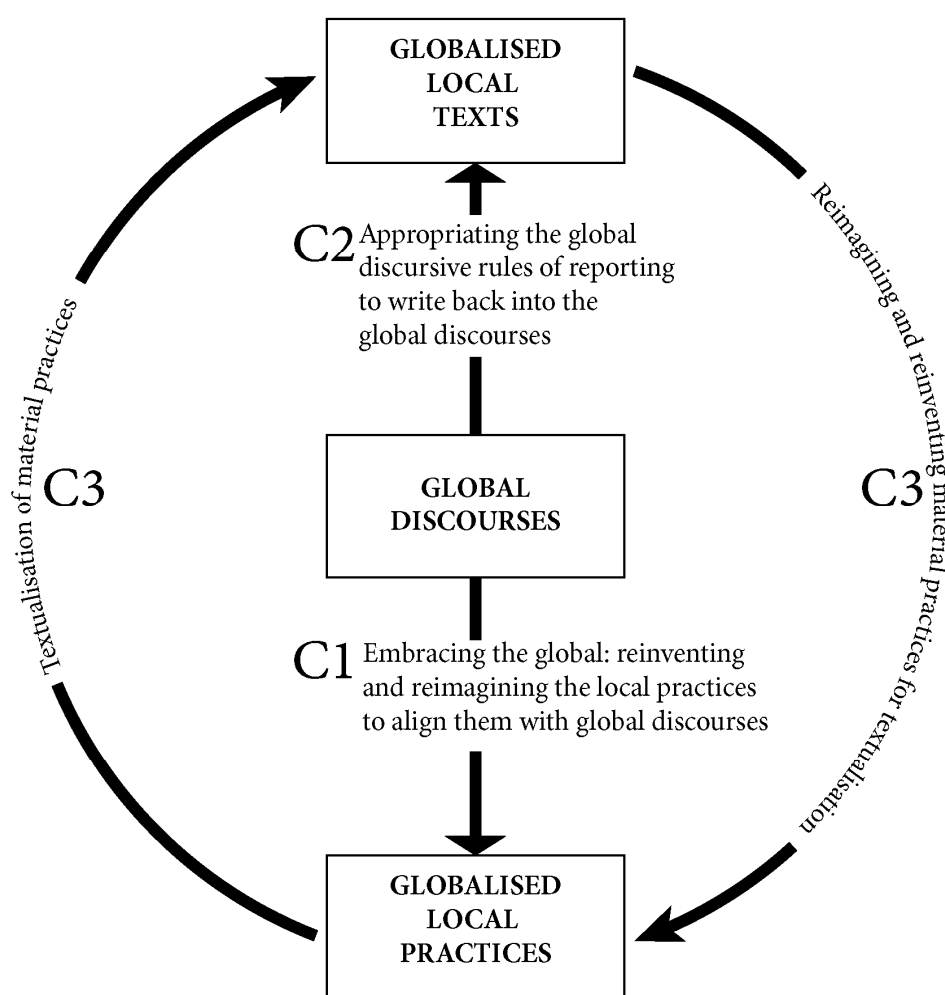 GLOBALISED
LOCAL
TEXTS
C2
Appropriating the global
discursive rules of reporting
to write back into the
global discourses
Textualisation of material practices
C3
GLOBAL
DISCOURSES
C3
Reimagining and reinventing material practices for textualisation
C1
Embracing the global: reinventing
and reimagining the local practices
to align them with global discourses
GLOBALISED
LOCAL
PRACTICES